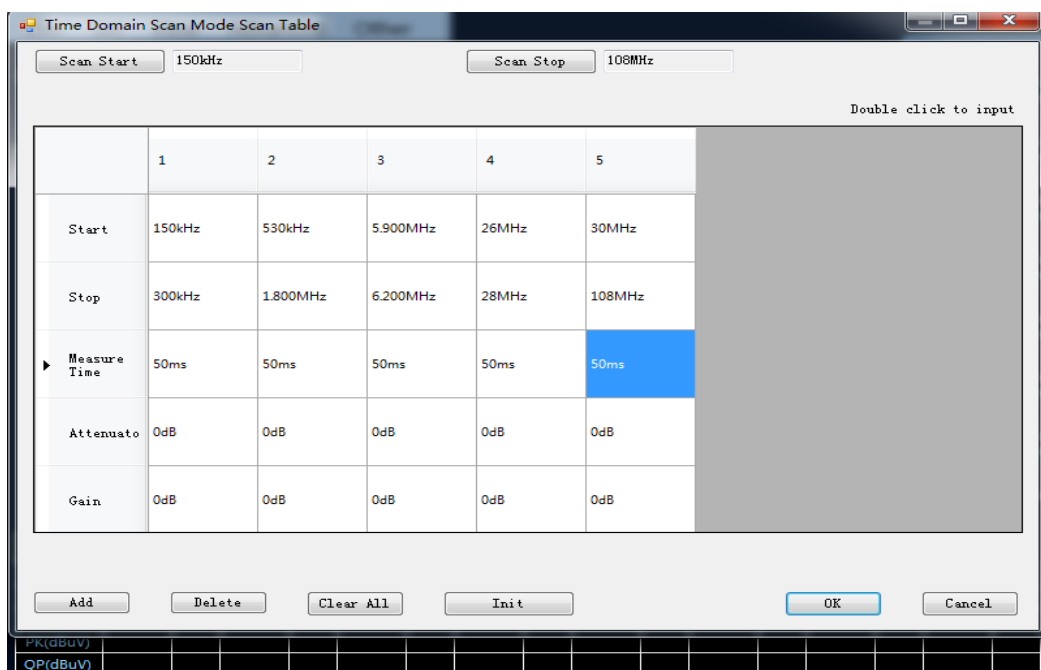 Time Domain Scan Mode Scan Table
Scan Start 150kHz Scan Stop 108MHz
Double click to input
1 2 3 4 5
Start 150kHz 530kHz 5.900MHz 26MHz 30MHz
Stop 300kHz 1.800MHz 6.200MHz 28MHz 108MHz
Measure
Time 50ms 50ms 50ms 50ms 50ms
Attenuato 0dB 0dB 0dB 0dB 0dB
Gain 0dB 0dB 0dB 0dB 0dB
Add Delete Clear All Init OK Cancel
PK(dBuV)
QP(dBuV)